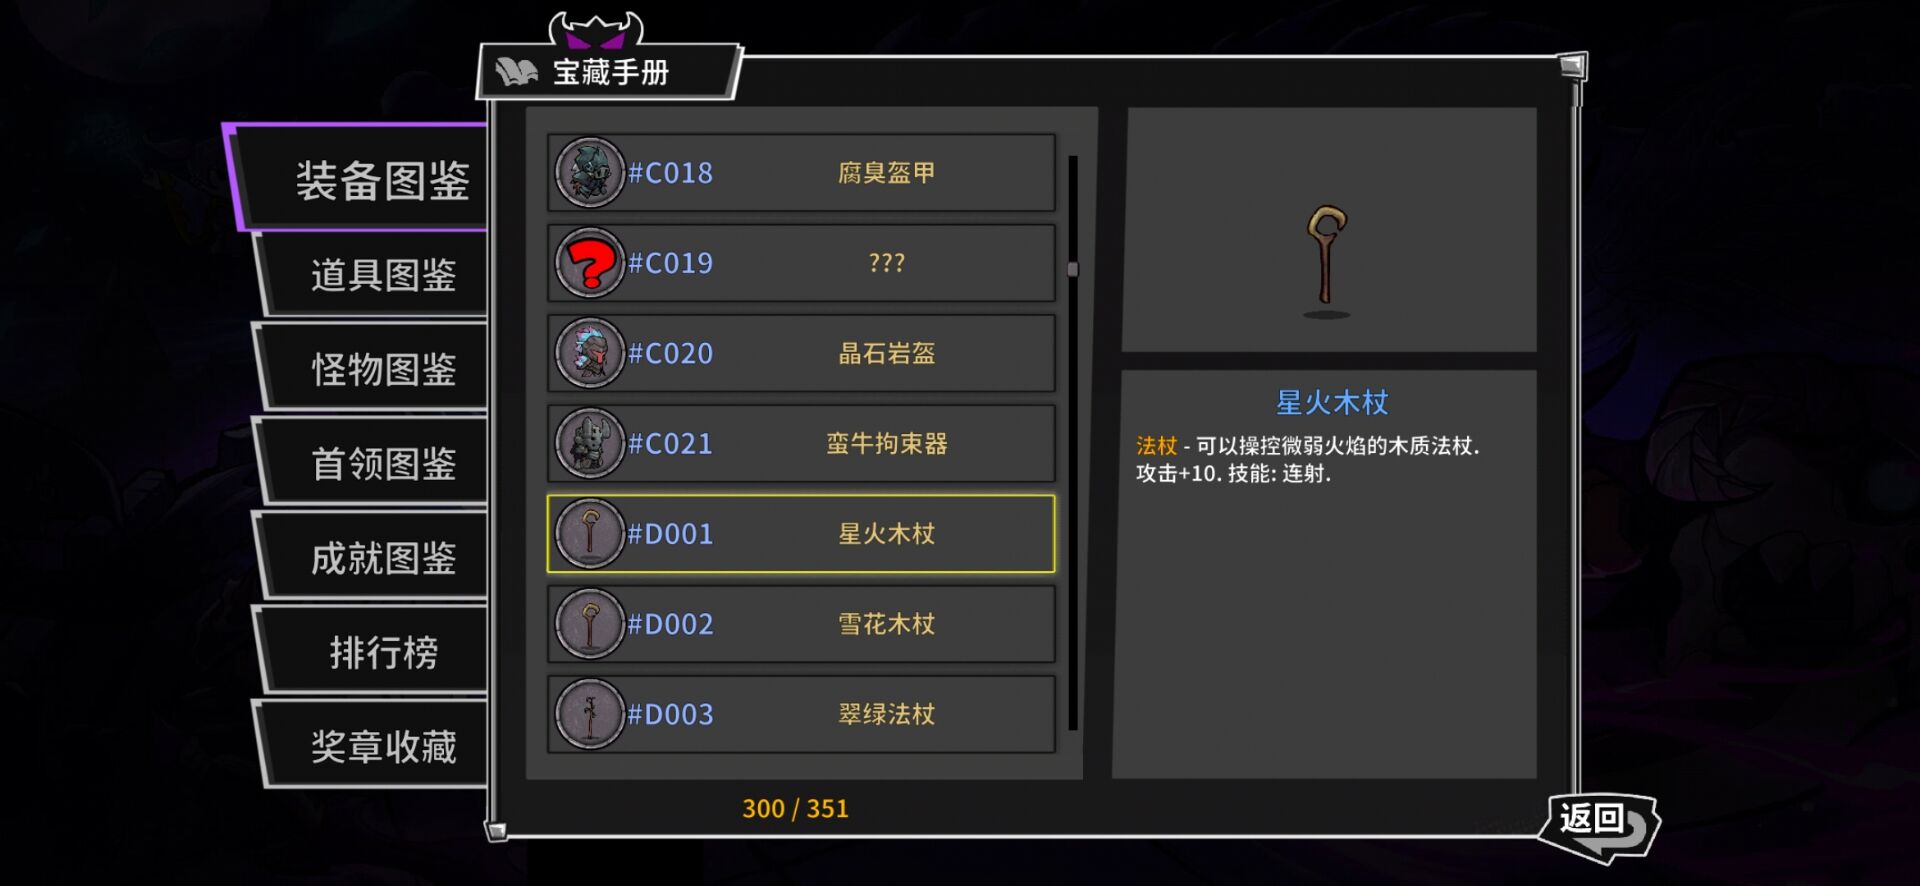 宝藏手册
装备图鉴
道具图鉴
怪物图鉴
首领图鉴
成就图鉴
排行榜
奖章收藏
#C018 腐臭盔甲
#C019 ???
#C020 晶石岩盔
#C021 蛮牛拘束器
#D001 星火木杖
#D002 雪花木杖
#D003 翠绿法杖
300 / 351
星火木杖
法杖 - 可以操控微弱火焰的木质法杖.
攻击+10. 技能: 连射.
返回